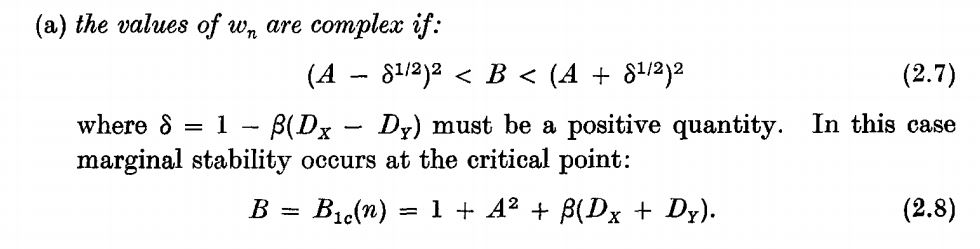 (a) the values of wₙ are complex if:
(A − δ^{1/2})² < B < (A + δ^{1/2})² (2.7)
where δ = 1 − β(D_X − D_Y) must be a positive quantity. In this case
marginal stability occurs at the critical point:
B = B_{1c}(n) = 1 + A² + β(D_X + D_Y). (2.8)